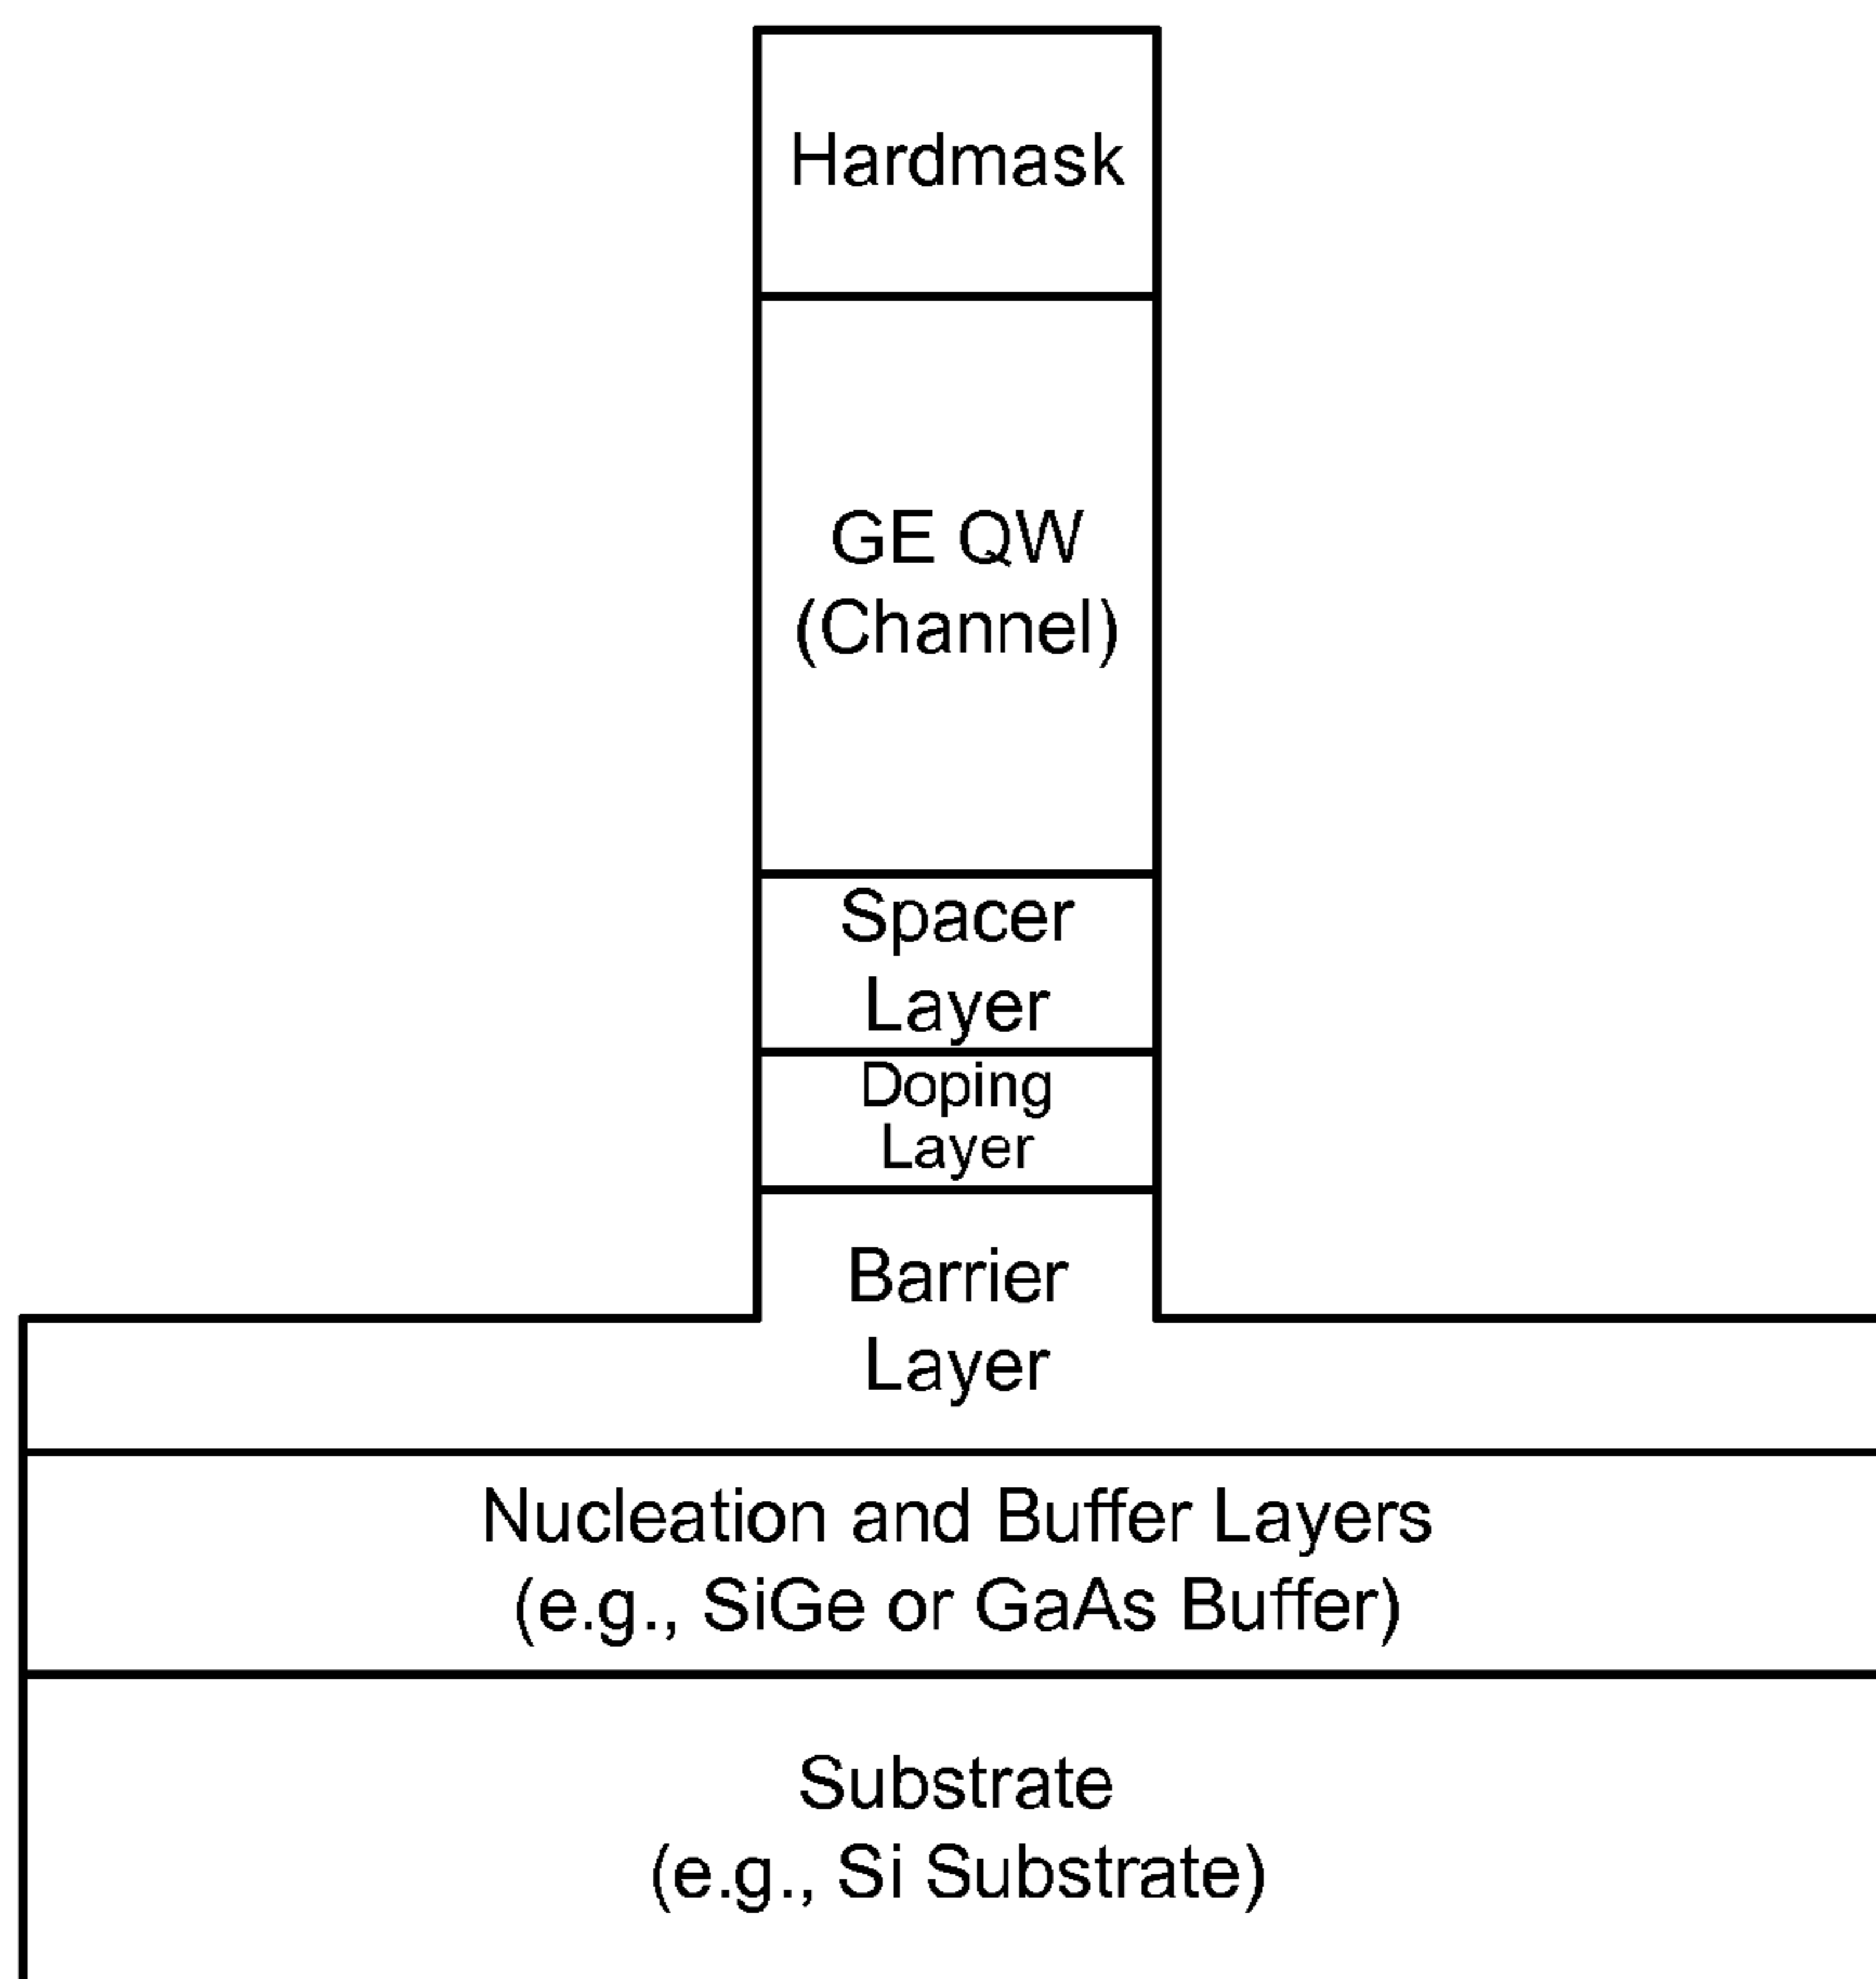 Hardmask
GE QW
(Channel)
Spacer
Layer
Doping
Layer
Barrier
Layer
Nucleation and Buffer Layers
(e.g., SiGe or GaAs Buffer)
Substrate
(e.g., Si Substrate)